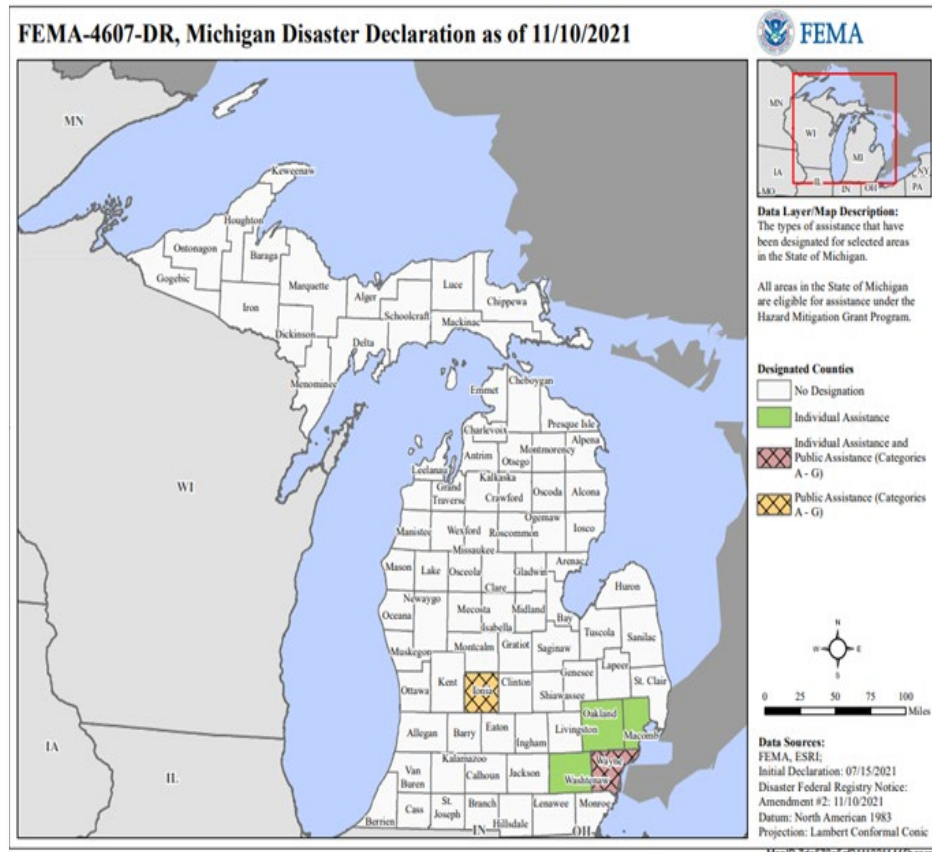 FEMA-4607-DR, Michigan Disaster Declaration as of 11/10/2021
FEMA
MN
WI
IA
IL
IN
OH
MN
WI
MI
IA
IL
IN
OH
MO
NY
PA
Keweenaw
Houghton
Ontonagon
Baraga
Gogebic
Marquette
Iron
Alger
Luce
Chippewa
Schoolcraft
Mackinac
Dickinson
Delta
Menominee
Emmet
Cheboygan
Presque Isle
Charlevoix
Alpena
Antrim
Montmorency
Otsego
Leelanau
Kalkaska
Grand
Traverse
Crawford
Oscoda
Alcona
Ogemaw
Manistee
Wexford
Roscommon
Iosco
Missaukee
Arenac
Mason
Lake
Osceola
Gladwin
Clare
Huron
Newaygo
Oceana
Mecosta
Midland
Bay
Isabella
Tuscola
Sanilac
Muskegon
Montcalm
Gratiot
Saginaw
Genesee
Lapeer
St. Clair
Ottawa
Kent
Ionia
Clinton
Shiawassee
Oakland
Macomb
Livingston
Allegan
Barry
Eaton
Ingham
Wayne
Kalamazoo
Van
Buren
Calhoun
Jackson
Washtenaw
Cass
St.
Joseph
Branch
Lenawee
Monroe
Berrien
Hillsdale
Data Layer/Map Description:
The types of assistance that have
been designated for selected areas
in the State of Michigan.
All areas in the State of Michigan
are eligible for assistance under the
Hazard Mitigation Grant Program.
Designated Counties
No Designation
Individual Assistance
Individual Assistance and
Public Assistance (Categories
A - G)
Public Assistance (Categories
A - G)
N
W
E
S
0 25 50 75 100
Miles
Data Sources:
FEMA, ESRI;
Initial Declaration: 07/15/2021
Disaster Federal Registry Notice:
Amendment #2: 11/10/2021
Datum: North American 1983
Projection: Lambert Conformal Conic